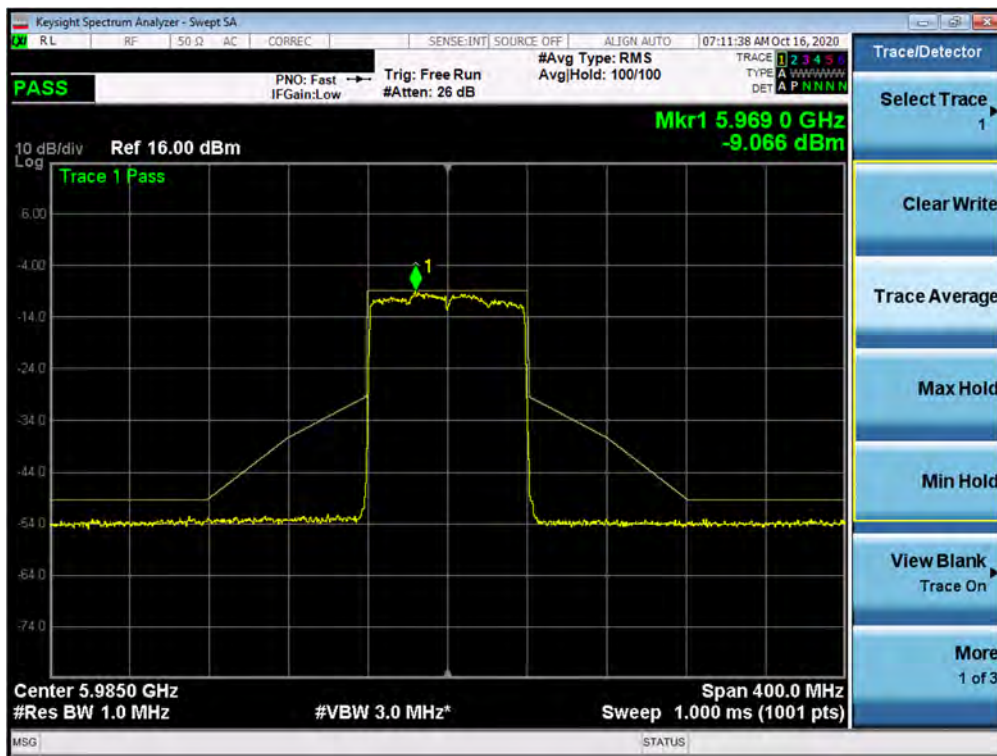 Keysight Spectrum Analyzer - Swept SA
LXI RL RF 50 Ω AC CORREC SENSE:INT SOURCE OFF ALIGN AUTO 07:11:38 AM Oct 16, 2020
PASS
PNO: Fast
IFGain:Low
Trig: Free Run
#Atten: 26 dB
#Avg Type: RMS
Avg|Hold: 100/100
TRACE 1 2 3 4 5 6
TYPE A WWWWW
DET A P N N N N
Mkr1 5.969 0 GHz
-9.066 dBm
10 dB/div Ref 16.00 dBm
Log
Trace 1 Pass
1
6.00
-4.00
-14.0
-24.0
-34.0
-44.0
-54.0
-64.0
-74.0
Center 5.9850 GHz Span 400.0 MHz
#Res BW 1.0 MHz #VBW 3.0 MHz* Sweep 1.000 ms (1001 pts)
MSG STATUS
Trace/Detector
Select Trace
1
Clear Write
Trace Average
Max Hold
Min Hold
View Blank
Trace On
More
1 of 3